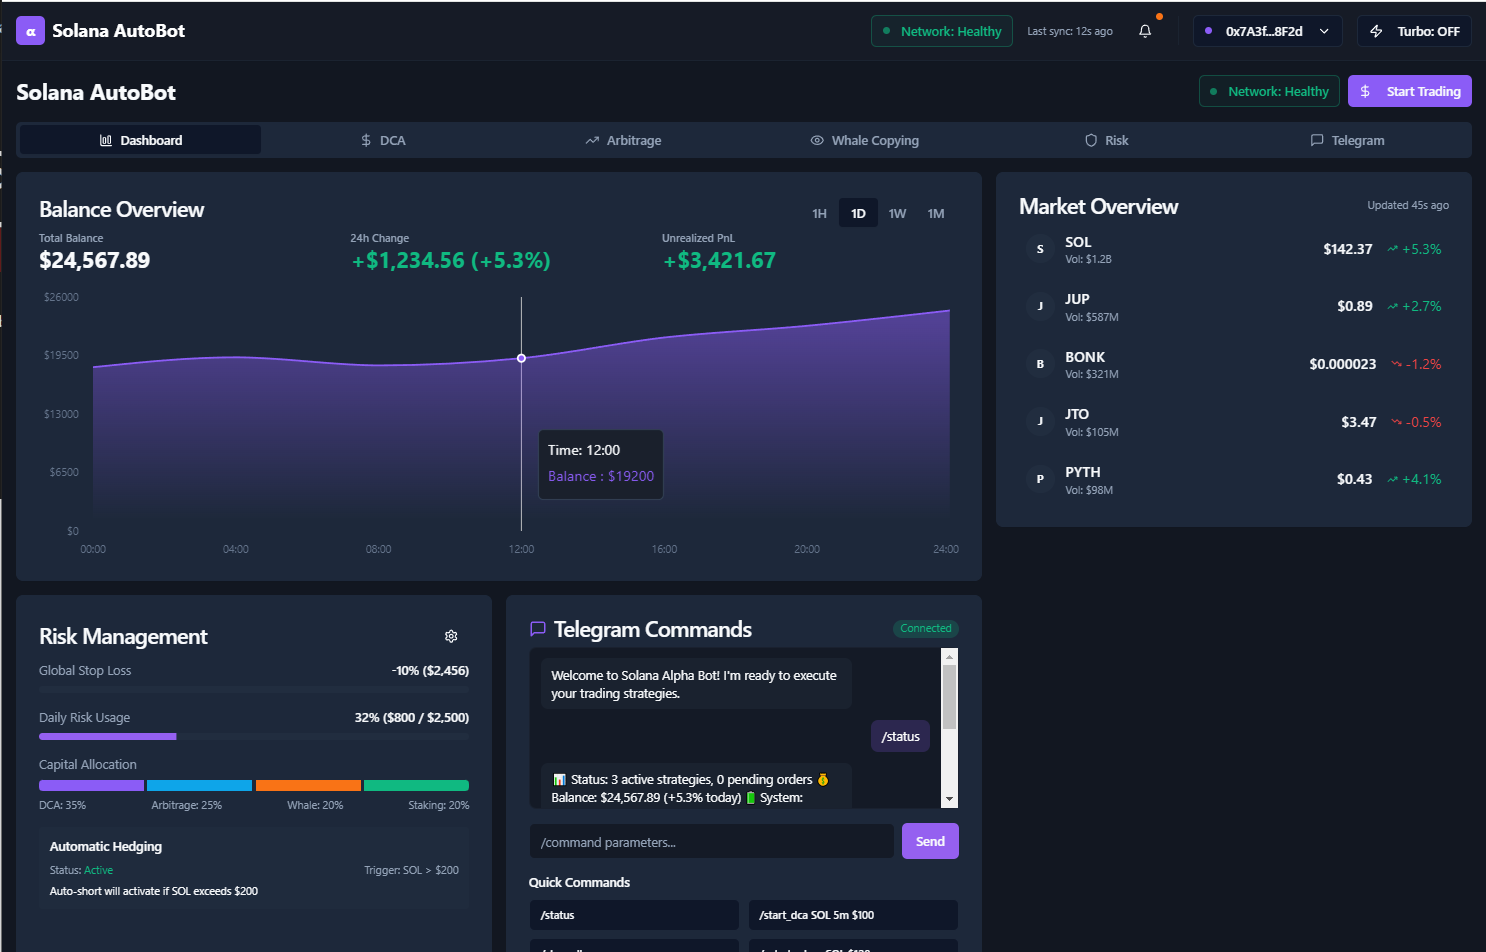 α Solana AutoBot
Network: Healthy
Last sync: 12s ago
0x7A3f...8F2d
Turbo: OFF
Solana AutoBot
Network: Healthy
Start Trading
Dashboard
DCA
Arbitrage
Whale Copying
Risk
Telegram
Balance Overview
1H 1D 1W 1M
Total Balance
$24,567.89
24h Change
+$1,234.56 (+5.3%)
Unrealized PnL
+$3,421.67
$26000
$19500
$13000
$6500
$0
00:00 04:00 08:00 12:00 16:00 20:00 24:00
Time: 12:00
Balance : $19200
Market Overview
Updated 45s ago
S
SOL
Vol: $1.2B
$142.37 +5.3%
J
JUP
Vol: $587M
$0.89 +2.7%
B
BONK
Vol: $321M
$0.000023 -1.2%
J
JTO
Vol: $105M
$3.47 -0.5%
P
PYTH
Vol: $98M
$0.43 +4.1%
Risk Management
Global Stop Loss -10% ($2,456)
Daily Risk Usage 32% ($800 / $2,500)
Capital Allocation
DCA: 35% Arbitrage: 25% Whale: 20% Staking: 20%
Automatic Hedging
Status: Active Trigger: SOL > $200
Auto-short will activate if SOL exceeds $200
Telegram Commands
Connected
Welcome to Solana Alpha Bot! I'm ready to execute
your trading strategies.
/status
📊 Status: 3 active strategies, 0 pending orders 💰
Balance: $24,567.89 (+5.3% today) 🔋 System:
/command parameters...
Send
Quick Commands
/status
/start_dca SOL 5m $100